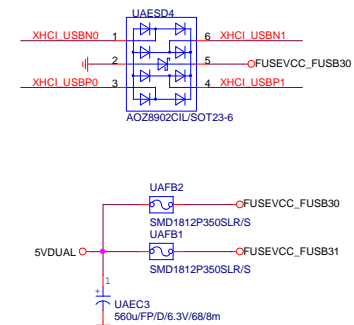 UAESD4
XHCI_USBN0 1 6 XHCI_USBN1
2 5 FUSEVCC_FUSB30
XHCI_USBP0 3 4 XHCI_USBP1
AOZ8902CIL/SOT23-6
UAFB2
FUSEVCC_FUSB30
SMD1812P350SLR/S
UAFB1
5VDUAL FUSEVCC_FUSB31
SMD1812P350SLR/S
1
+
UAEC3
560u/FP/D/6.3V/68/8m